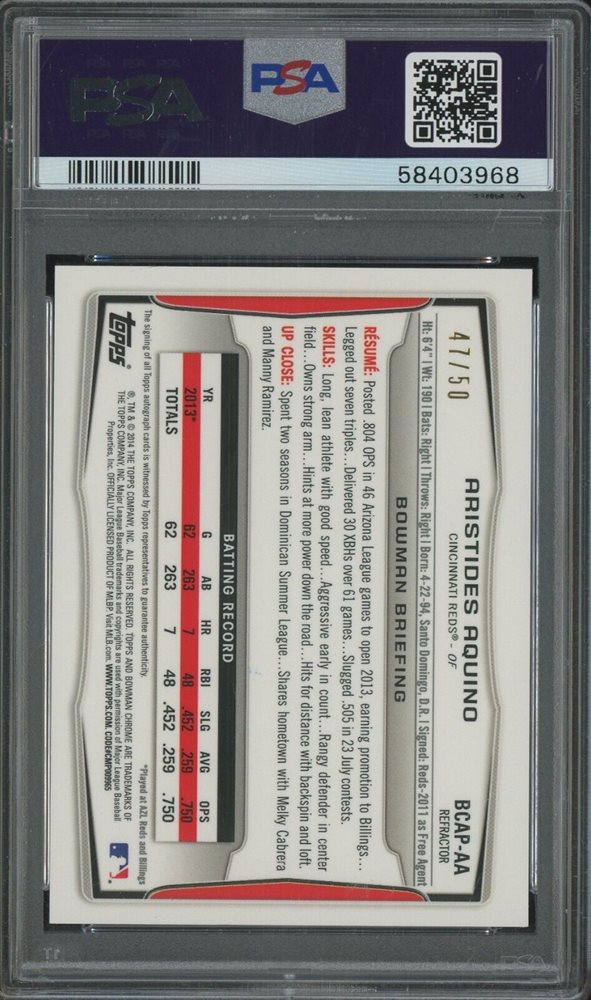 PSA
PSA
58403968
47/50
ARISTIDES AQUINO
CINCINNATI REDS® - OF
BCAP-AA
REFRACTOR
Ht: 6'4" | Wt: 190 | Bats: Right | Throws: Right | Born: 4-22-94, Santo Domingo, D.R. | Signed: Reds-2011 as Free Agent
BOWMAN BRIEFING
RÉSUMÉ: Posted .804 OPS in 46 Arizona League games to open 2013, earning promotion to Billings…
Legged out seven triples…Delivered 30 XBHs over 61 games…Slugged .505 in 23 July contests.
SKILLS: Long, lean athlete with good speed…Aggressive early in count…Rangy defender in center
field…Owns strong arm…Hints at more power down the road…Hits for distance with backspin and loft.
UP CLOSE: Spent two seasons in Dominican Summer League…Shares hometown with Melky Cabrera
and Manny Ramirez.
BATTING RECORD
YR G AB HR RBI SLG AVG OPS
2013* 62 263 7 48 .452 .259 .750
TOTALS 62 263 7 48 .452 .259 .750
*Played at AZL Reds and Billings
The signing of all Topps autograph cards is witnessed by Topps representatives to guarantee authenticity.
topps®
®, TM & © 2014 THE TOPPS COMPANY, INC. ALL RIGHTS RESERVED. TOPPS AND BOWMAN CHROME ARE TRADEMARKS OF
THE TOPPS COMPANY, INC. Major League Baseball trademarks and copyrights are used with permission of Major League Baseball
Properties, Inc. OFFICIALLY LICENSED PRODUCT OF MLBP. Visit MLB.com. WWW.TOPPS.COM. CODE#CMP009965
PSA